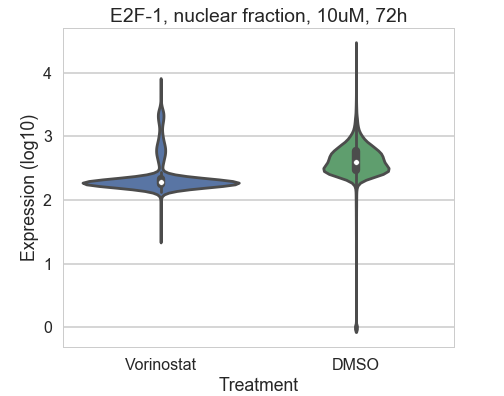 E2F-1, nuclear fraction, 10uM, 72h
Expression (log10)
4
3
2
1
0
Vorinostat
DMSO
Treatment